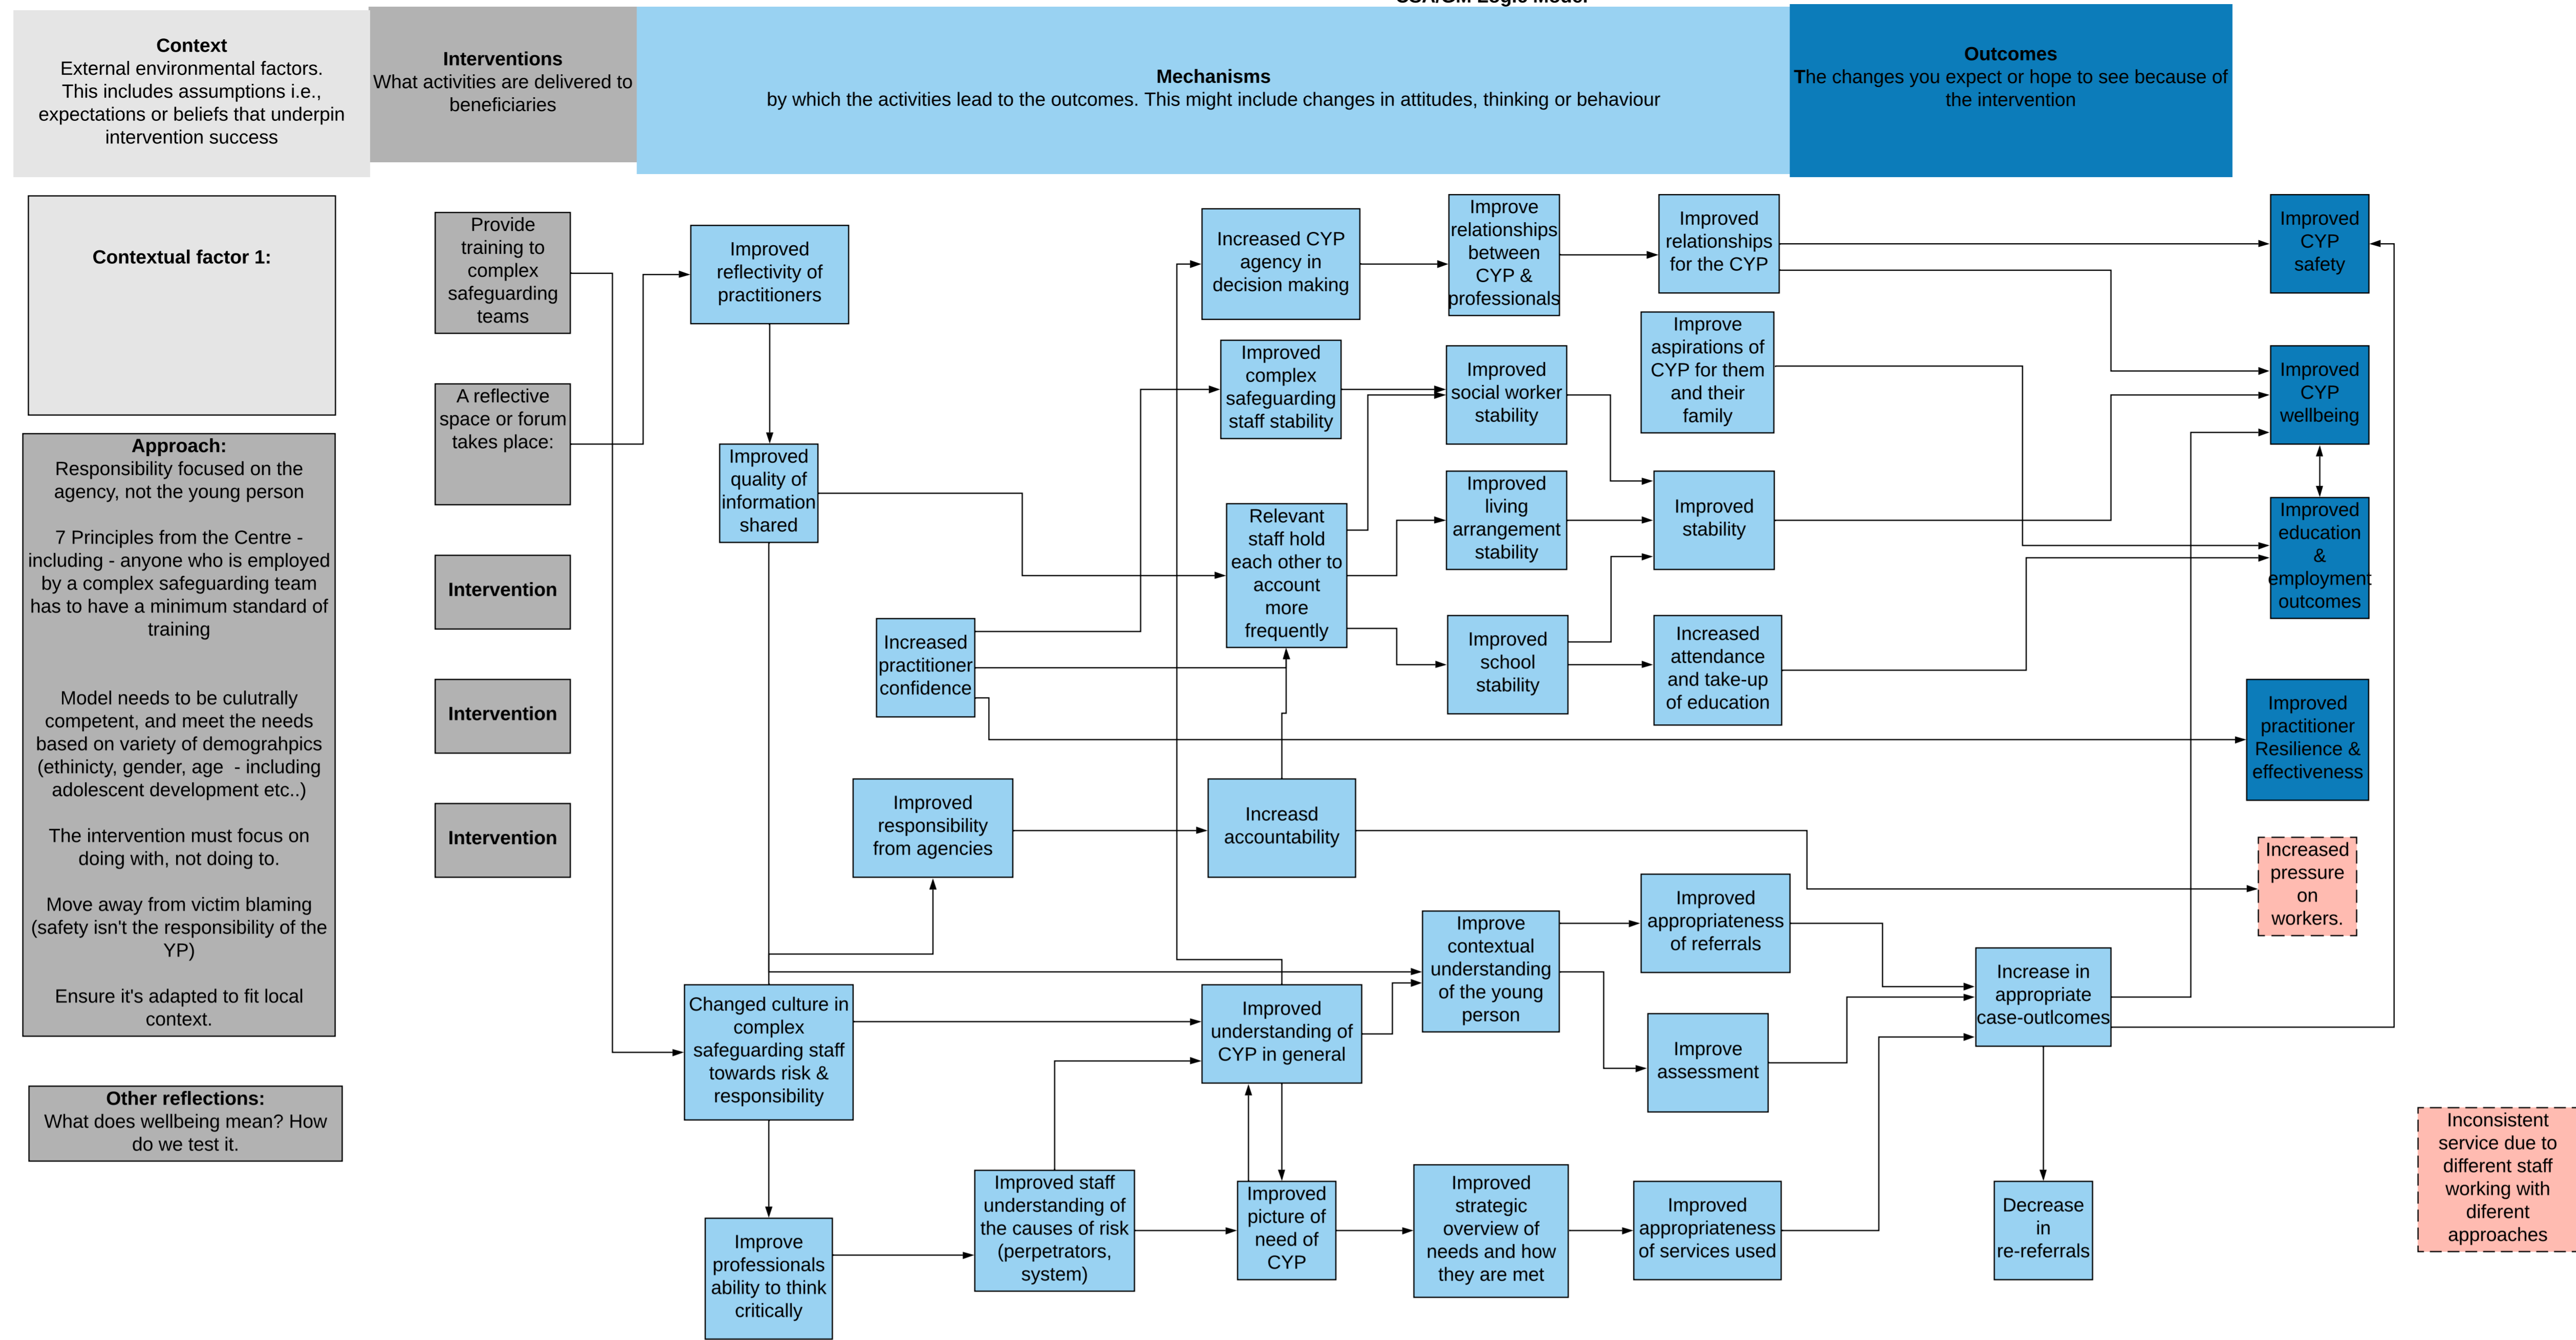 Context
External environmental factors.
This includes assumptions i.e.,
expectations or beliefs that underpin
intervention success
Interventions
What activities are delivered to
beneficiaries
Mechanisms
by which the activities lead to the outcomes. This might include changes in attitudes, thinking or behaviour
Outcomes
The changes you expect or hope to see because of
the intervention
Contextual factor 1:
Approach:
Responsibility focused on the
agency, not the young person
7 Principles from the Centre -
including - anyone who is employed
by a complex safeguarding team
has to have a minimum standard of
training
Model needs to be culutrally
competent, and meet the needs
based on variety of demograhpics
(ethinicty, gender, age - including
adolescent development etc..)
The intervention must focus on
doing with, not doing to.
Move away from victim blaming
(safety isn't the responsibility of the
YP)
Ensure it's adapted to fit local
context.
Other reflections:
What does wellbeing mean? How
do we test it.
Provide
training to
complex
safeguarding
teams
A reflective
space or forum
takes place:
Intervention
Intervention
Intervention
Improved
reflectivity of
practitioners
Improved
quality of
information
shared
Increased
practitioner
confidence
Improved
responsibility
from agencies
Changed culture in
complex
safeguarding staff
towards risk &
responsibility
Improve
professionals
ability to think
critically
Improved staff
understanding of
the causes of risk
(perpetrators,
system)
Increased CYP
agency in
decision making
Improved
complex
safeguarding
staff stability
Relevant
staff hold
each other to
account
more
frequently
Increasd
accountability
Improved
understanding of
CYP in general
Improved
picture of
need of
CYP
Improve
relationships
between
CYP &
professionals
Improved
social worker
stability
Improved
living
arrangement
stability
Improved
school
stability
Improve
contextual
understanding
of the young
person
Improved
strategic
overview of
needs and how
they are met
Improved
relationships
for the CYP
Improve
aspirations of
CYP for them
and their
family
Improved
stability
Increased
attendance
and take-up
of education
Improved
appropriateness
of referrals
Improve
assessment
Improved
appropriateness
of services used
Increase in
appropriate
case-outlcomes
Decrease
in
re-referrals
Improved
CYP
safety
Improved
CYP
wellbeing
Improved
education
&
employment
outcomes
Improved
practitioner
Resilience &
effectiveness
Increased
pressure
on
workers.
Inconsistent
service due to
different staff
working with
diferent
approaches